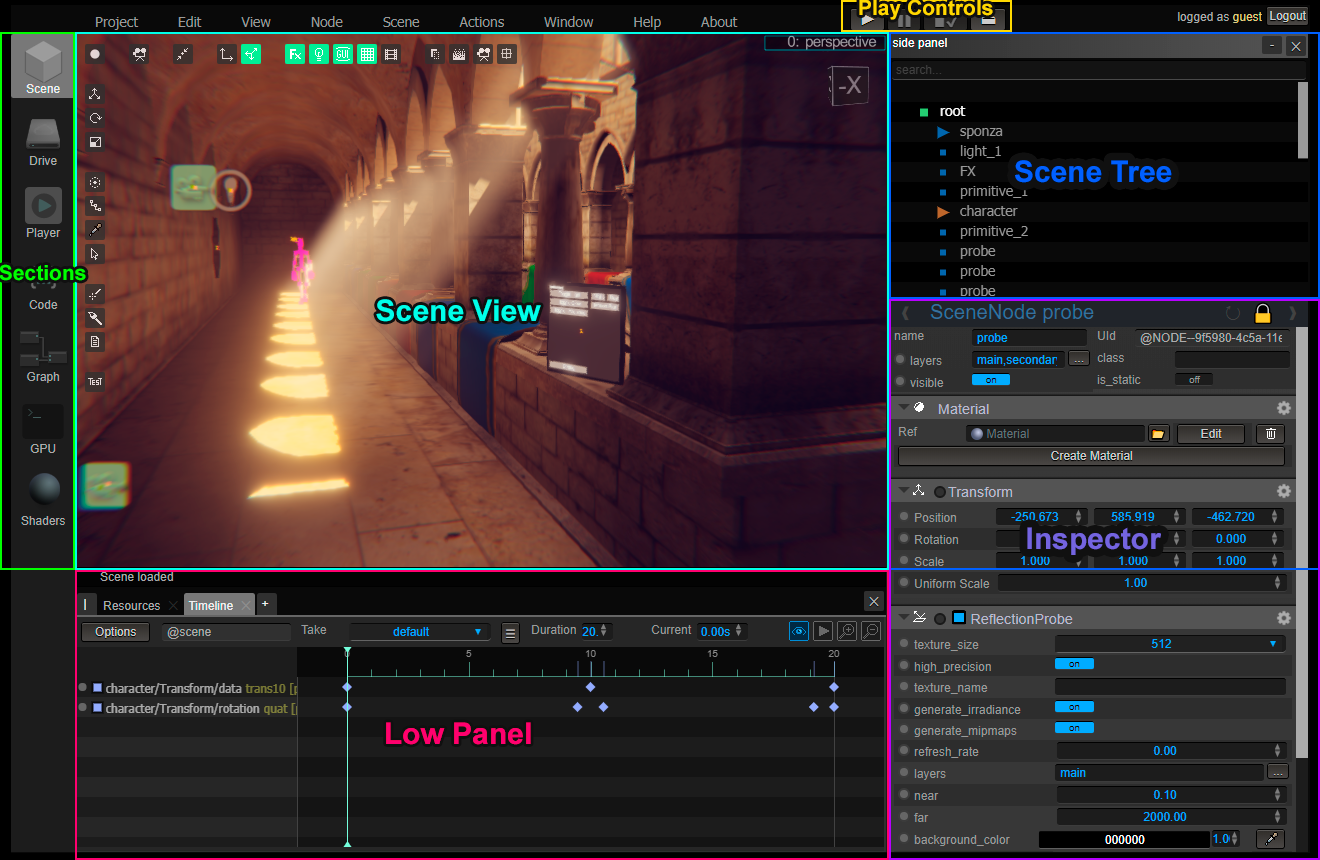 Project Edit View Node Scene Actions Window Help About
Play Controls
logged as guest Logout
Scene
Drive
Player
Sections
Code
Graph
GPU
Shaders
Fx
TEST
0: perspective
-X
Scene View
side panel - X
search...
root
sponza
light_1
FX
primitive_1
character
primitive_2
probe
probe
probe
Scene Tree
SceneNode probe
name probe UId @NODE--9f5980-4c5a-11e
layers main,secondar ... class
visible on is_static off
Material
Ref Material Edit
Create Material
Transform
Position -250.673 585.919 -462.720
Rotation 0.000
Inspector
Scale 1.000 1.000 1.000
Uniform Scale 1.00
ReflectionProbe
texture_size 512
high_precision on
texture_name
generate_irradiance on
generate_mipmaps on
refresh_rate 0.00
layers main ...
near 0.10
far 2000.00
background_color 000000 1.0
Scene loaded
Resources Timeline +
Options @scene Take default Duration 20. Current 0.00s
0 5 10 15 20
character/Transform/data trans10 [p
character/Transform/rotation quat [p
Low Panel